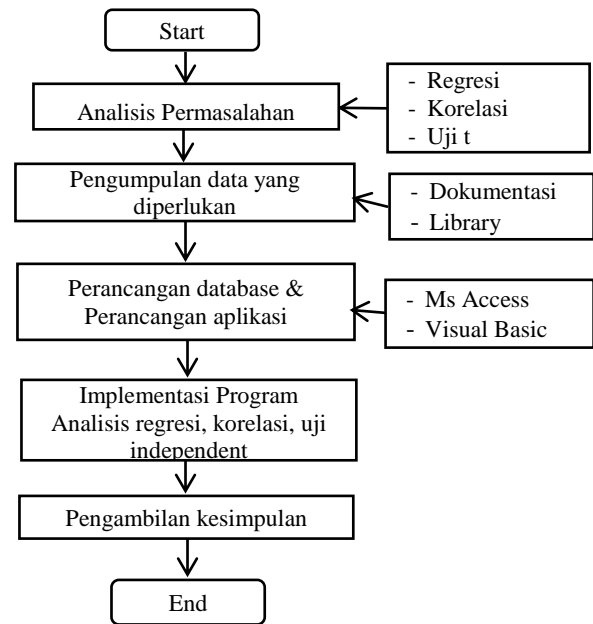 Start
Analisis Permasalahan
- Regresi
- Korelasi
- Uji t
Pengumpulan data yang
diperlukan
- Dokumentasi
- Library
Perancangan database &
Perancangan aplikasi
- Ms Access
- Visual Basic
Implementasi Program
Analisis regresi, korelasi, uji
independent
Pengambilan kesimpulan
End